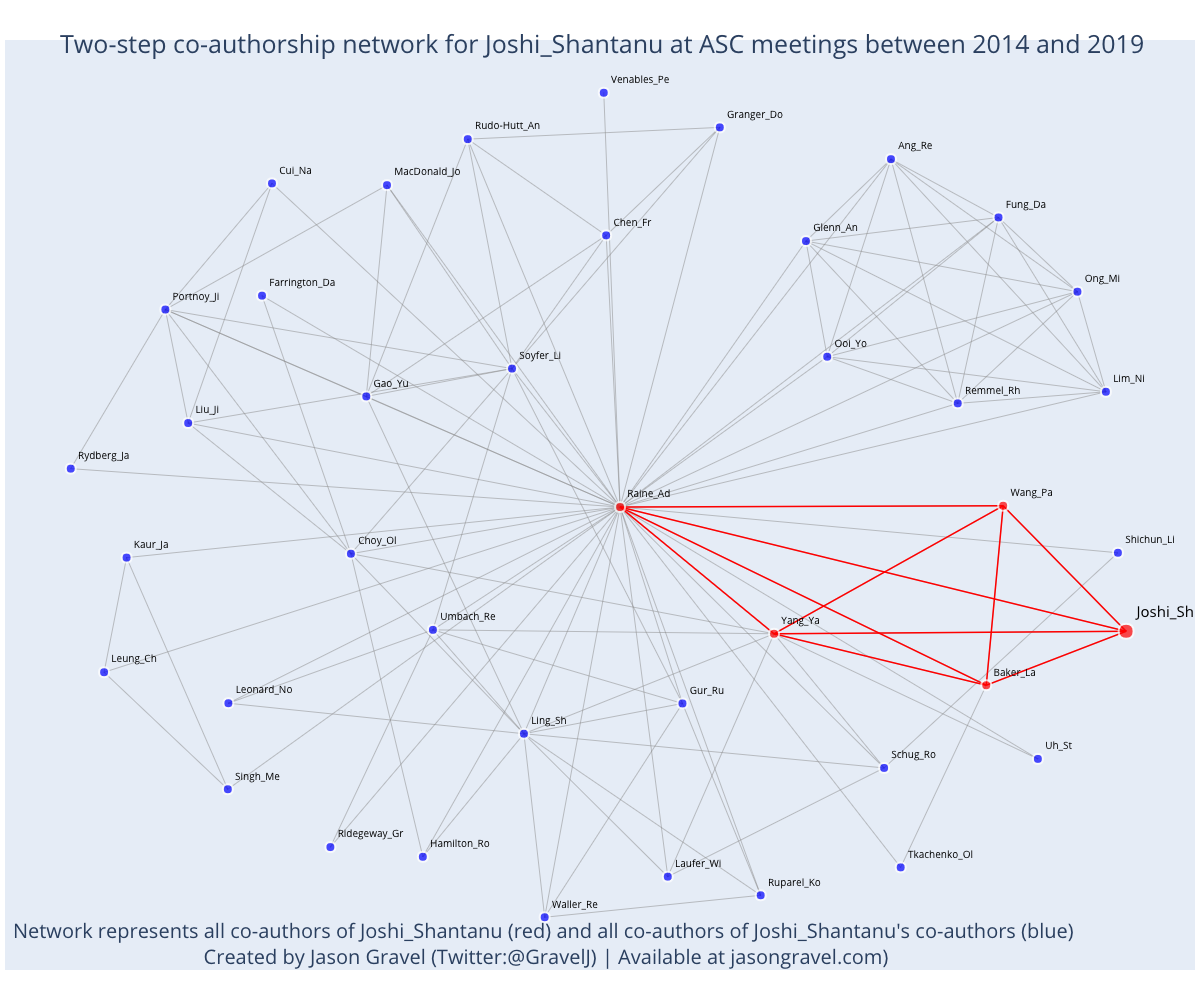 Two-step co-authorship network for Joshi_Shantanu at ASC meetings between 2014 and 2019
Venables_Pe
Granger_Do
Rudo-Hutt_An
Ang_Re
Cui_Na
MacDonald_Jo
Fung_Da
Chen_Fr
Glenn_An
Ong_Mi
Farrington_Da
Portnoy_Ji
Ooi_Yo
Soyfer_Li
Lim_Ni
Gao_Yu
Remmel_Rh
Liu_Ji
Rydberg_Ja
Raine_Ad
Wang_Pa
Shichun_Li
Choy_Ol
Kaur_Ja
Joshi_Sh
Umbach_Re
Yang_Ya
Leung_Ch
Baker_La
Leonard_No
Gur_Ru
Ling_Sh
Uh_St
Schug_Ro
Singh_Me
Ridegeway_Gr
Hamilton_Ro
Tkachenko_Ol
Laufer_Wi
Ruparel_Ko
Waller_Re
Network represents all co-authors of Joshi_Shantanu (red) and all co-authors of Joshi_Shantanu's co-authors (blue)
Created by Jason Gravel (Twitter:@GravelJ) | Available at jasongravel.com)